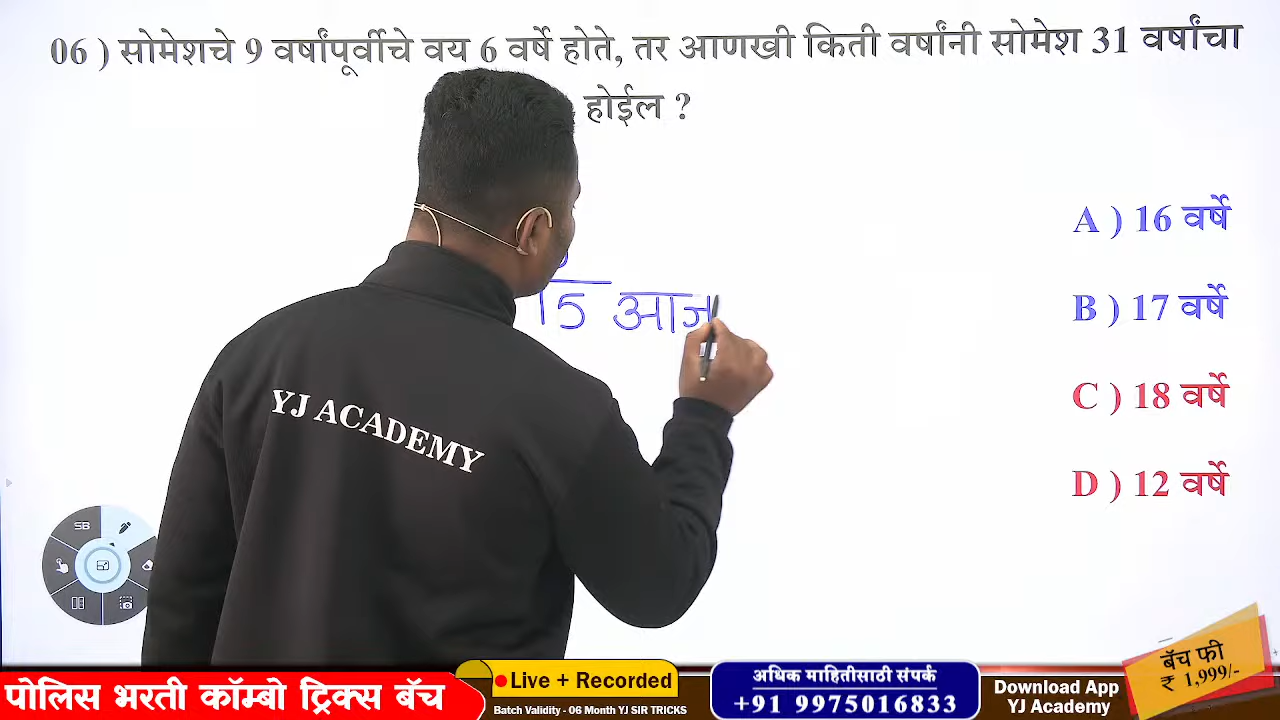 06 ) सोमेशचे 9 वर्षांपूर्वीचे वय 6 वर्षे होते, तर आणखी किती वर्षांनी सोमेश 31 वर्षांचा
होईल ?
A ) 16 वर्षे
B ) 17 वर्षे
C ) 18 वर्षे
D ) 12 वर्षे
15 आज
YJ ACADEMY
SB
पोलिस भरती कॉम्बो ट्रिक्स बॅच
Live + Recorded
Batch Validity - 06 Month YJ SIR TRICKS
अधिक माहितीसाठी संपर्क
+91 9975016833
Download App
YJ Academy
बॅच फी
₹ 1,999/-